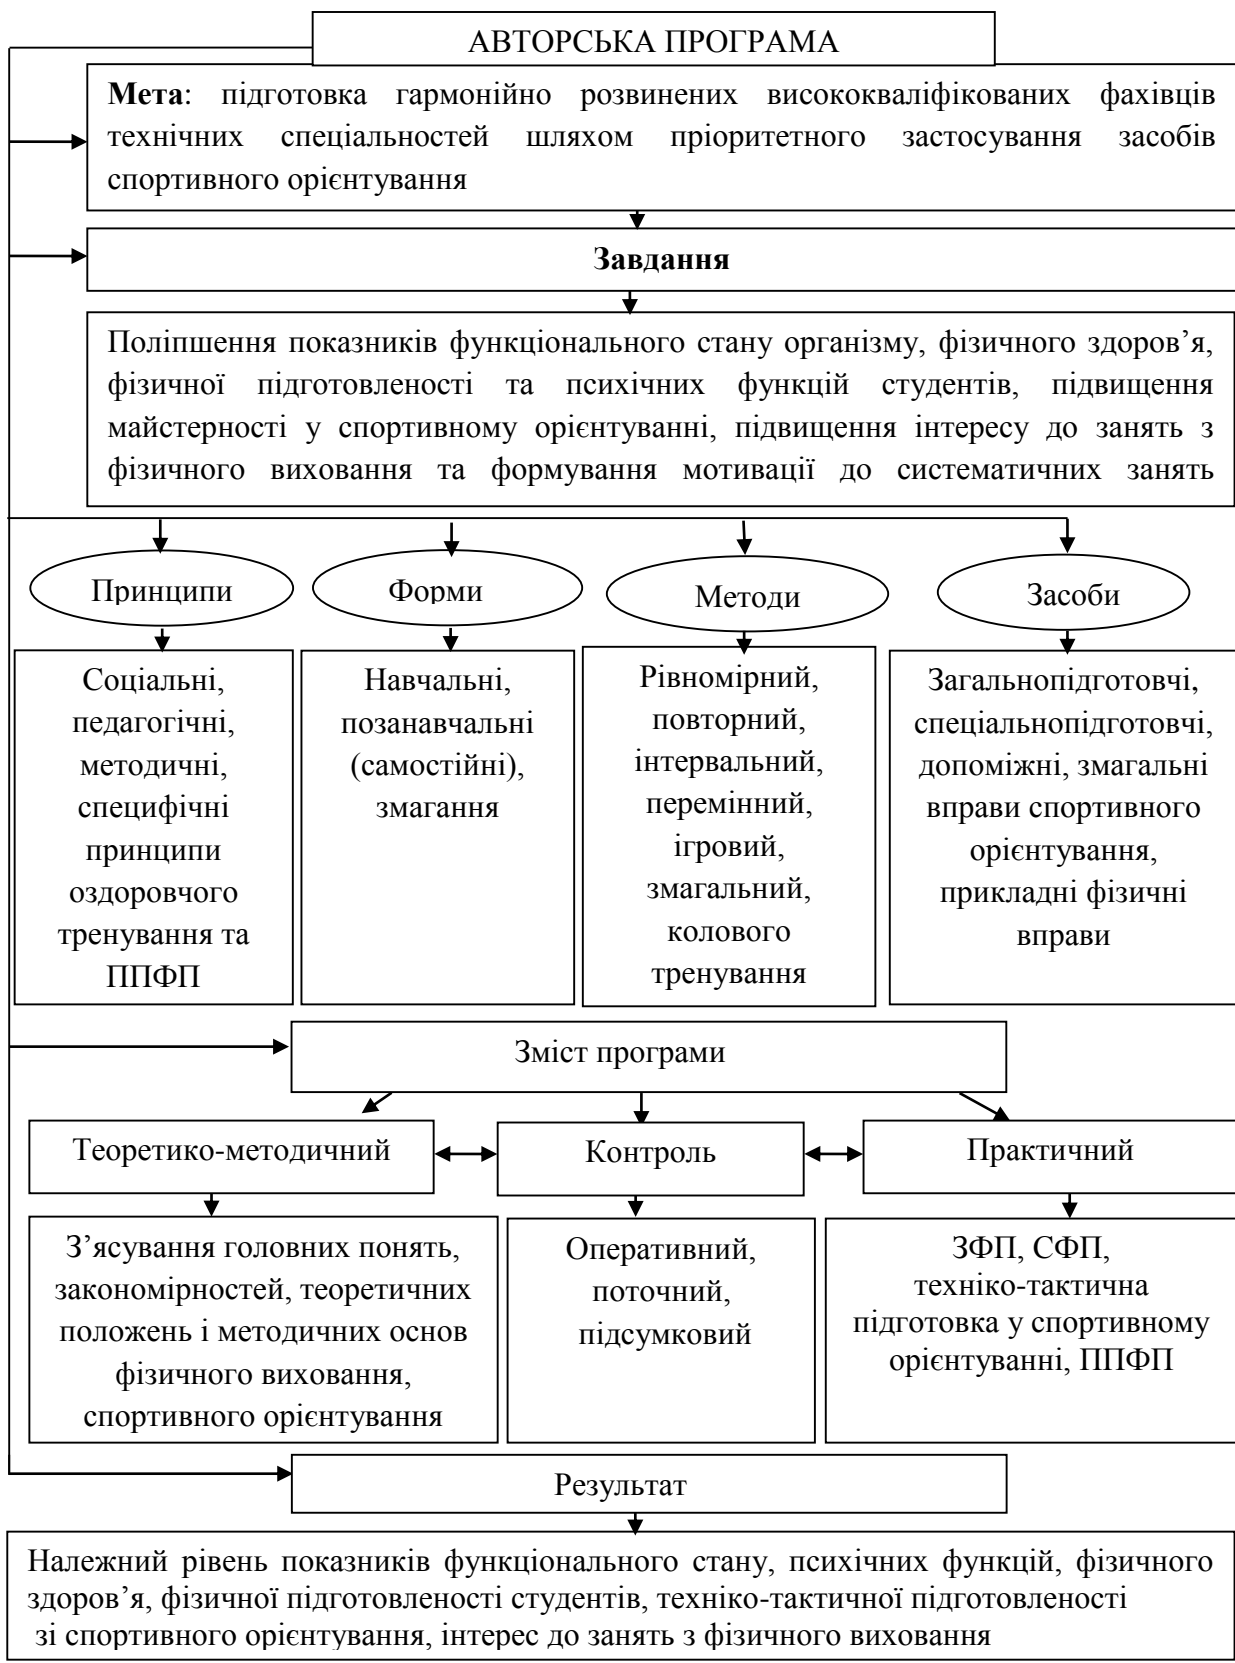 АВТОРСЬКА ПРОГРАМА
Мета: підготовка гармонійно розвинених висококваліфікованих фахівців
технічних спеціальностей шляхом пріоритетного застосування засобів
спортивного орієнтування
Завдання
Поліпшення показників функціонального стану організму, фізичного здоров’я,
фізичної підготовленості та психічних функцій студентів, підвищення
майстерності у спортивному орієнтуванні, підвищення інтересу до занять з
фізичного виховання та формування мотивації до систематичних занять
Принципи
Форми
Методи
Засоби
Соціальні,
педагогічні,
методичні,
специфічні
принципи
оздоровчого
тренування та
ППФП
Навчальні,
позанавчальні
(самостійні),
змагання
Рівномірний,
повторний,
інтервальний,
перемінний,
ігровий,
змагальний,
колового
тренування
Загальнопідготовчі,
спеціальнопідготовчі,
допоміжні, змагальні
вправи спортивного
орієнтування,
прикладні фізичні
вправи
Зміст програми
Теоретико-методичний
Контроль
Практичний
З’ясування головних понять,
закономірностей, теоретичних
положень і методичних основ
фізичного виховання,
спортивного орієнтування
Оперативний,
поточний,
підсумковий
ЗФП, СФП,
техніко-тактична
підготовка у спортивному
орієнтуванні, ППФП
Результат
Належний рівень показників функціонального стану, психічних функцій, фізичного
здоров’я, фізичної підготовленості студентів, техніко-тактичної підготовленості
зі спортивного орієнтування, інтерес до занять з фізичного виховання